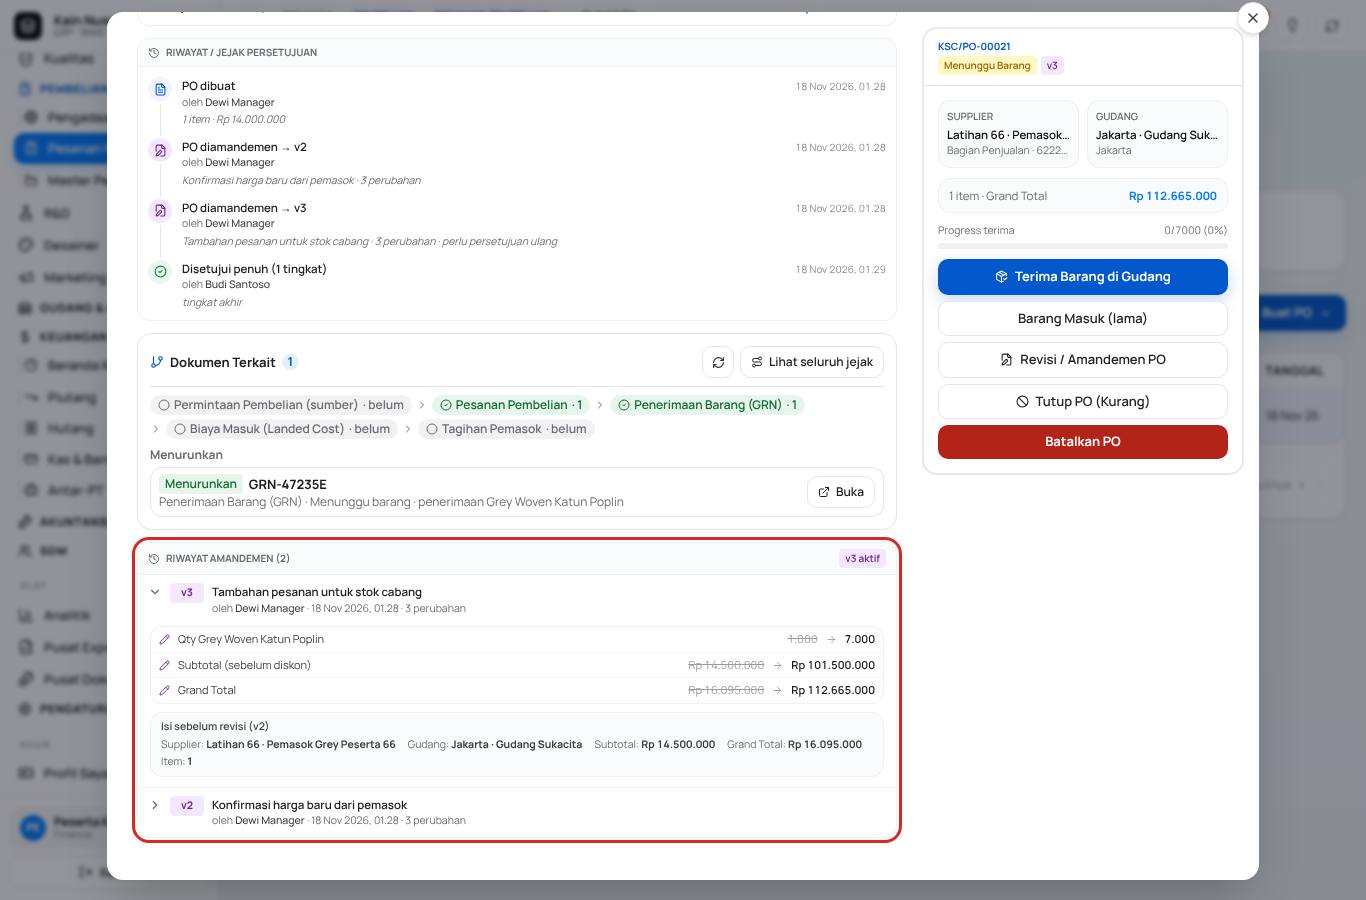 RIWAYAT / JEJAK PERSETUJUAN
PO dibuat
18 Nov 2026, 01.28
oleh Dewi Manager
1 item · Rp 14.000.000
PO diamandemen → v2
18 Nov 2026, 01.28
oleh Dewi Manager
Konfirmasi harga baru dari pemasok · 3 perubahan
PO diamandemen → v3
18 Nov 2026, 01.28
oleh Dewi Manager
Tambahan pesanan untuk stok cabang · 3 perubahan · perlu persetujuan ulang
Disetujui penuh (1 tingkat)
18 Nov 2026, 01.29
oleh Budi Santoso
tingkat akhir
Dokumen Terkait 1
Lihat seluruh jejak
Permintaan Pembelian (sumber) · belum
Pesanan Pembelian · 1
Penerimaan Barang (GRN) · 1
Biaya Masuk (Landed Cost) · belum
Tagihan Pemasok · belum
Menurunkan
Menurunkan GRN-47235E
Penerimaan Barang (GRN) · Menunggu barang · penerimaan Grey Woven Katun Poplin
Buka
RIWAYAT AMANDEMEN (2)
v3 aktif
v3 Tambahan pesanan untuk stok cabang
oleh Dewi Manager · 18 Nov 2026, 01.28 · 3 perubahan
Qty Grey Woven Katun Poplin 1.000 → 7.000
Subtotal (sebelum diskon) Rp 14.500.000 → Rp 101.500.000
Grand Total Rp 16.095.000 → Rp 112.665.000
Isi sebelum revisi (v2)
Supplier: Latihan 66 · Pemasok Grey Peserta 66 Gudang: Jakarta · Gudang Sukacita Subtotal: Rp 14.500.000 Grand Total: Rp 16.095.000
Item: 1
v2 Konfirmasi harga baru dari pemasok
oleh Dewi Manager · 18 Nov 2026, 01.28 · 3 perubahan
KSC/PO-00021
Menunggu Barang v3
SUPPLIER
Latihan 66 · Pemasok...
Bagian Penjualan · 6222...
GUDANG
Jakarta · Gudang Suk...
Jakarta
1 item · Grand Total Rp 112.665.000
Progress terima 0/7000 (0%)
Terima Barang di Gudang
Barang Masuk (lama)
Revisi / Amandemen PO
Tutup PO (Kurang)
Batalkan PO
Kualitas
R&D
Desainer
Marketing
Piutang
Hutang
Antar-PT
SDM
Analitik
Buat PO
TANGGAL